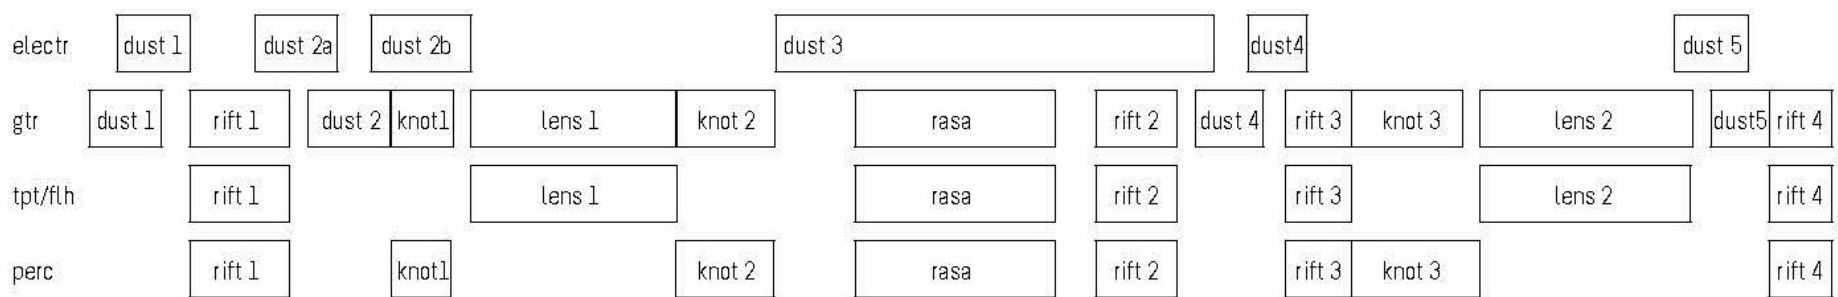 electr dust 1 dust 2a dust 2b dust 3 dust4 dust 5
gtr dust 1 rift 1 dust 2 knot1 lens 1 knot 2 rasa rift 2 dust 4 rift 3 knot 3 lens 2 dust5 rift 4
tpt/flh rift 1 lens 1 rasa rift 2 rift 3 lens 2 rift 4
perc rift 1 knot1 knot 2 rasa rift 2 rift 3 knot 3 rift 4